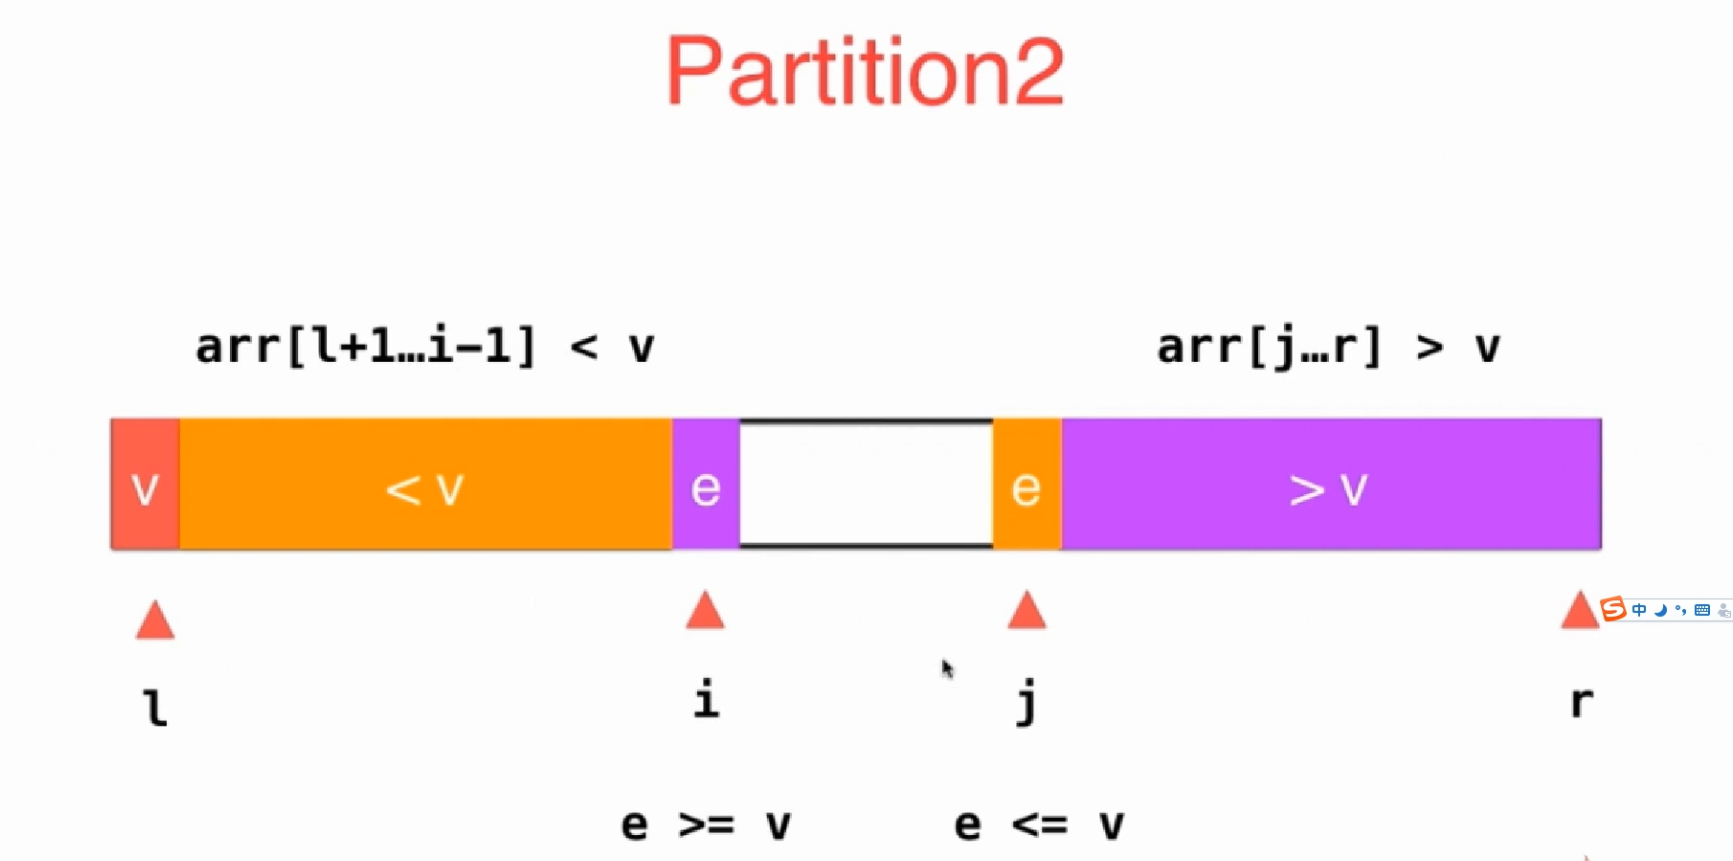 Partition2
arr[l+1…i-1] < v
arr[j…r] > v
v
< v
e
e
> v
中
l
i
j
r
e >= v
e <= v